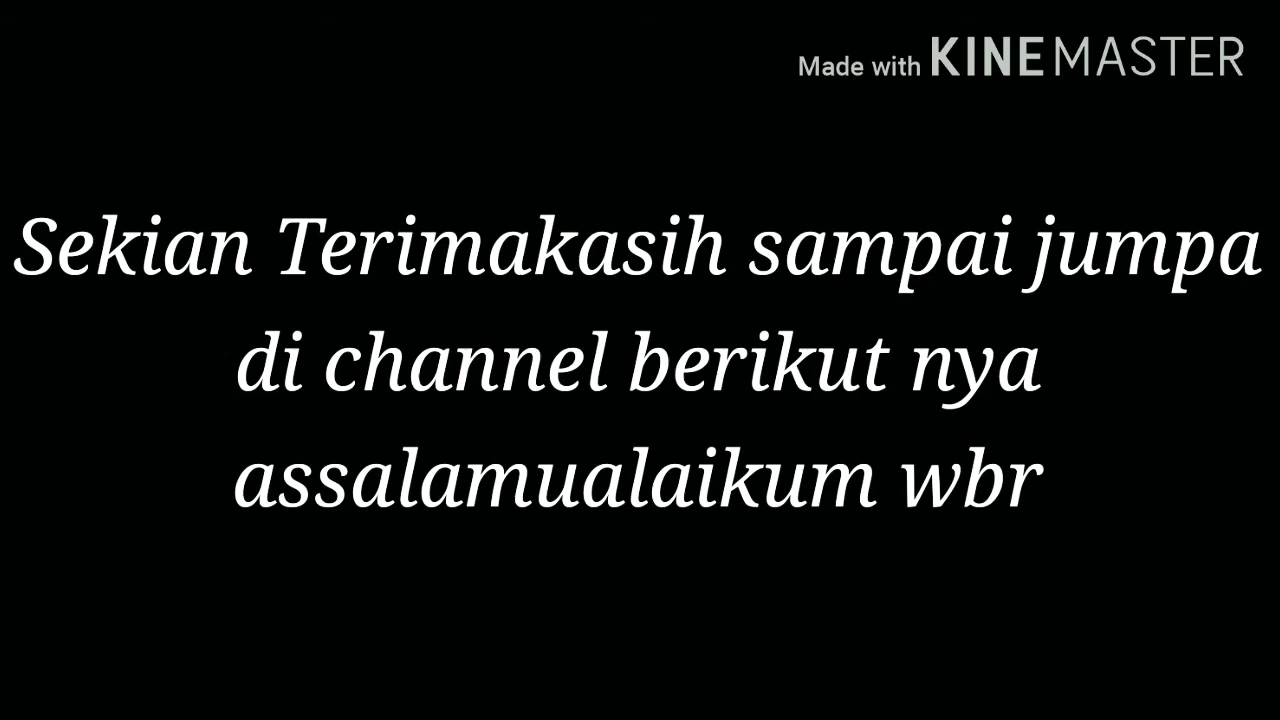 Made with KINEMASTER
Sekian Terimakasih sampai jumpa
di channel berikut nya
assalamualaikum wbr